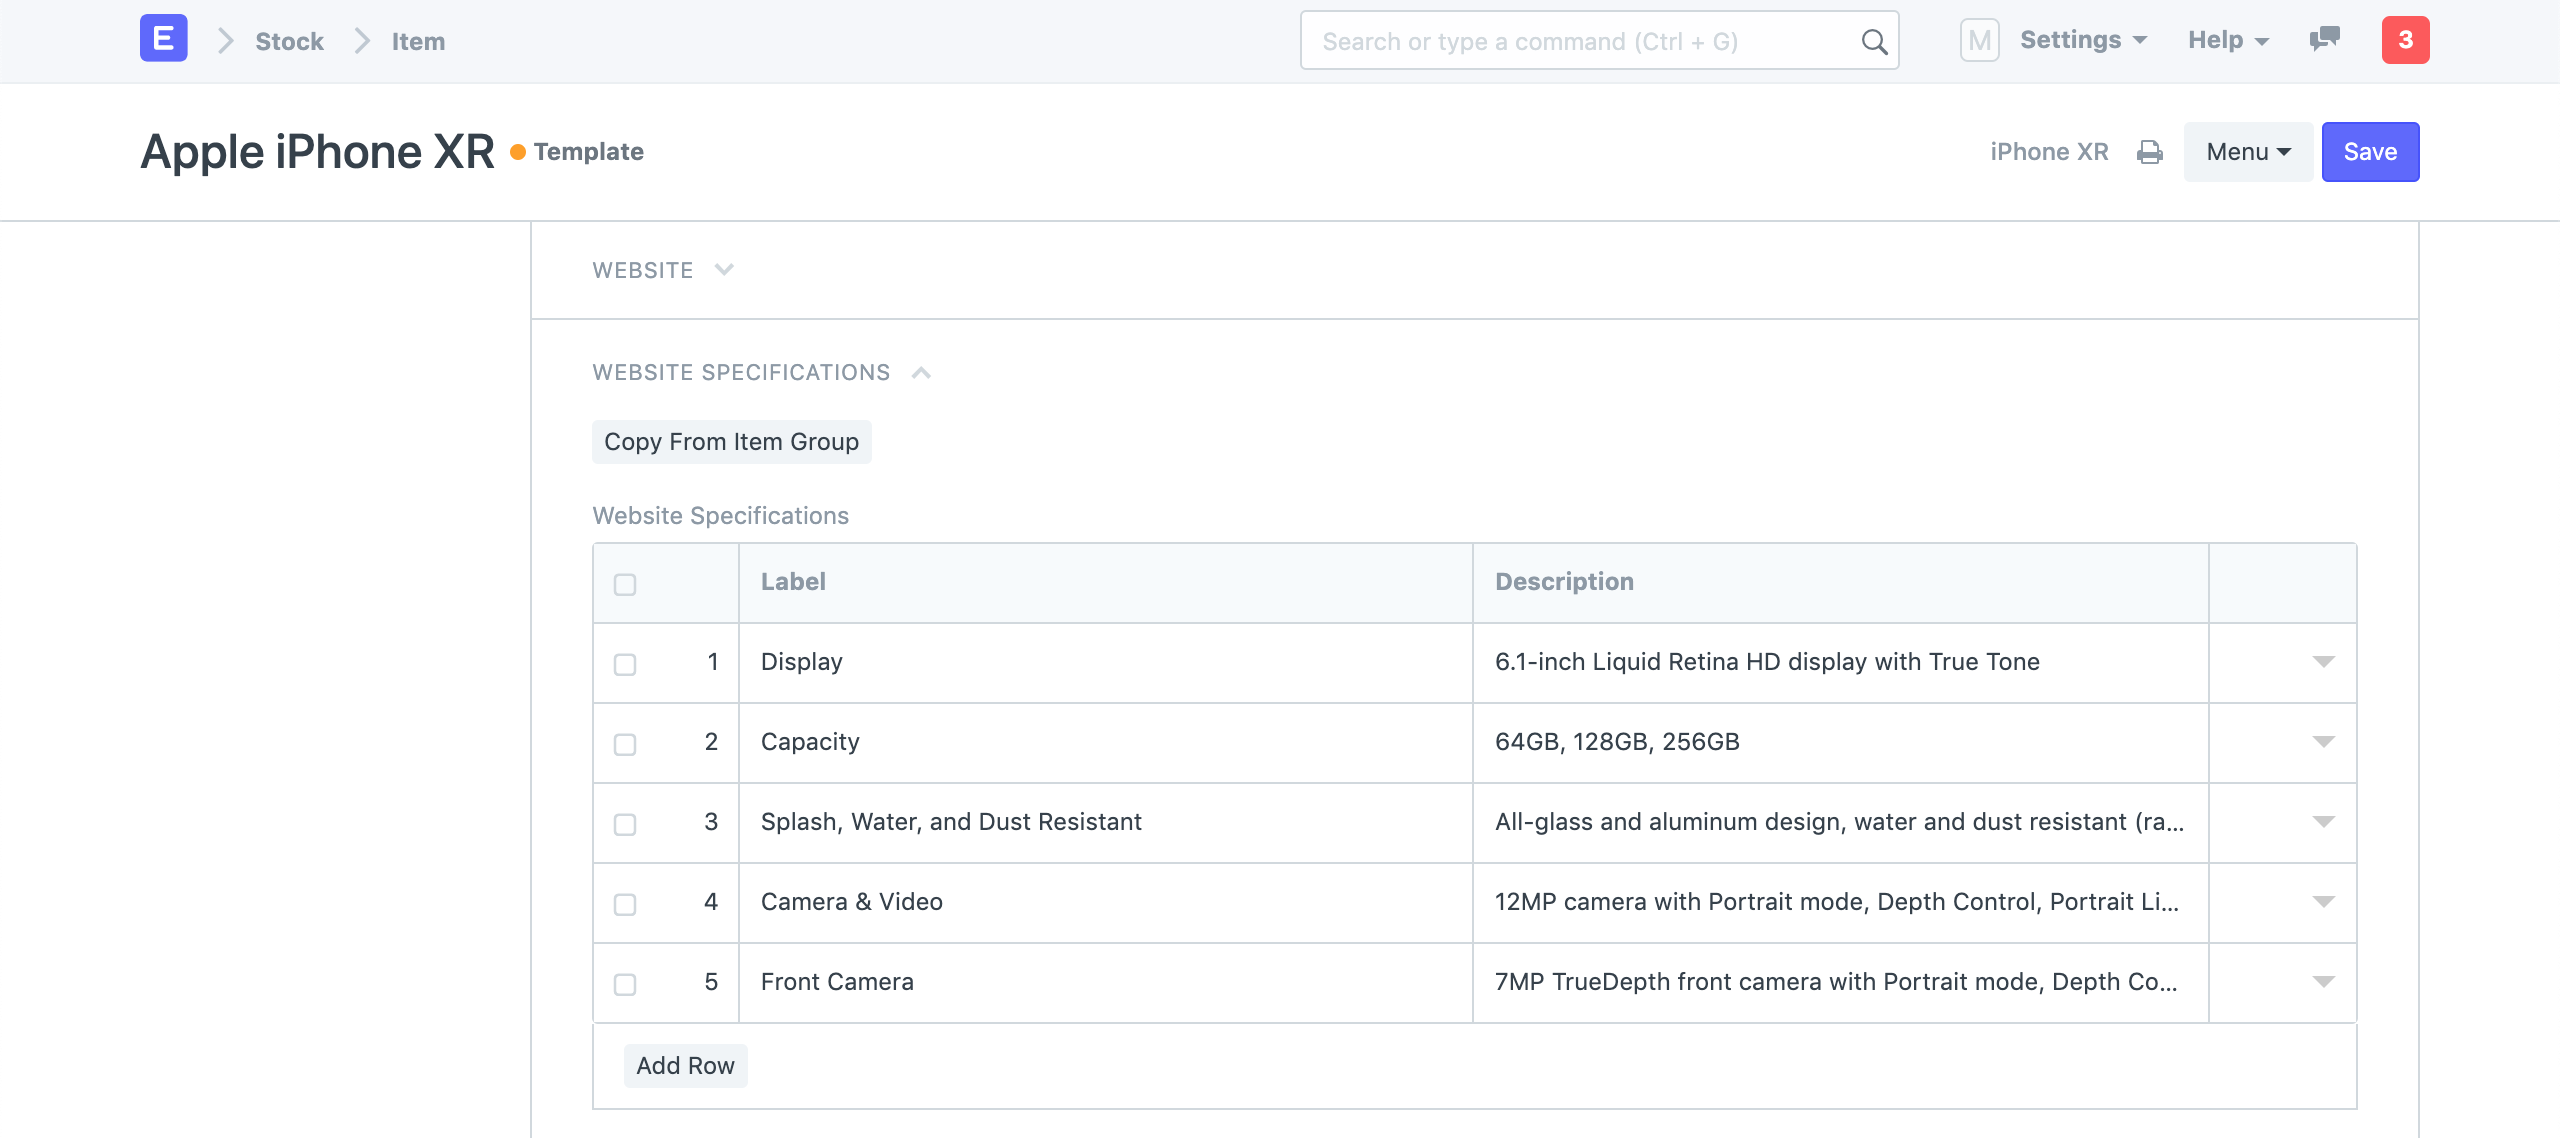 E Stock Item Search or type a command (Ctrl + G) M Settings Help 3
Apple iPhone XR Template iPhone XR Menu Save
WEBSITE
WEBSITE SPECIFICATIONS
Copy From Item Group
Website Specifications
Label Description
1 Display 6.1-inch Liquid Retina HD display with True Tone
2 Capacity 64GB, 128GB, 256GB
3 Splash, Water, and Dust Resistant All-glass and aluminum design, water and dust resistant (ra...
4 Camera & Video 12MP camera with Portrait mode, Depth Control, Portrait Li...
5 Front Camera 7MP TrueDepth front camera with Portrait mode, Depth Co...
Add Row